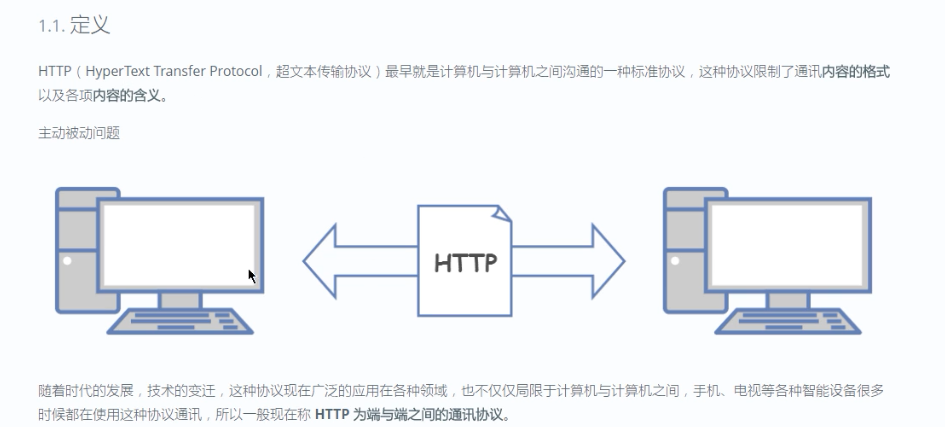 1.1. 定义
HTTP（HyperText Transfer Protocol，超文本传输协议）最早就是计算机与计算机之间沟通的一种标准协议，这种协议限制了通讯内容的格式
以及各项内容的含义。
主动被动问题
HTTP
随着时代的发展，技术的变迁，这种协议现在广泛的应用在各种领域，也不仅仅局限于计算机与计算机之间，手机、电视等各种智能设备很多
时候都在使用这种协议通讯，所以一般现在称 HTTP 为端与端之间的通讯协议。